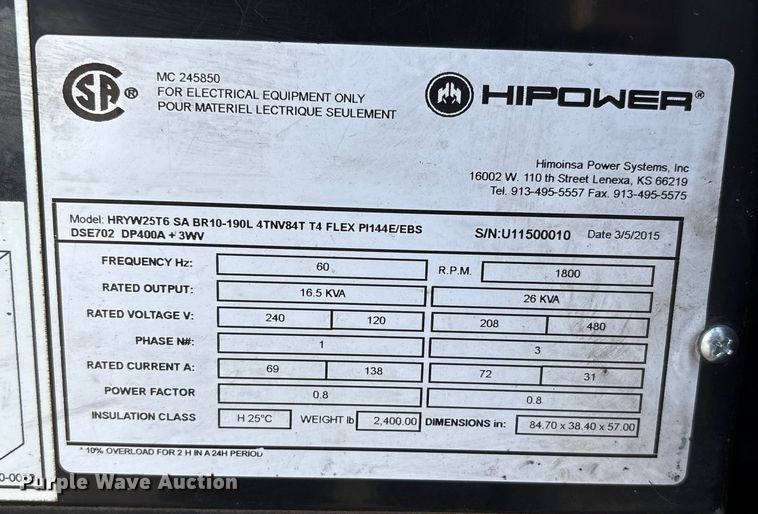 SA ®
MC 245850
FOR ELECTRICAL EQUIPMENT ONLY
POUR MATERIEL LECTRIQUE SEULEMENT
HIPOWER®
Himoinsa Power Systems, Inc
16002 W. 110 th Street Lenexa, KS 66219
Tel. 913-495-5557 Fax. 913-495-5575
Model: HRYW25T6 SA BR10-190L 4TNV84T T4 FLEX PI144E/EBS S/N:U11500010 Date 3/5/2015
DSE702 DP400A + 3WV
FREQUENCY Hz: 60 R.P.M. 1800
RATED OUTPUT: 16.5 KVA 26 KVA
RATED VOLTAGE V: 240 120 208 480
PHASE N#: 1 3
RATED CURRENT A: 69 138 72 31
POWER FACTOR 0.8 0.8
INSULATION CLASS H 25°C WEIGHT lb 2,400.00 DIMENSIONS in: 84.70 x 38.40 x 57.00
* 10% OVERLOAD FOR 2 H IN A 24H PERIOD
Purple Wave Auction